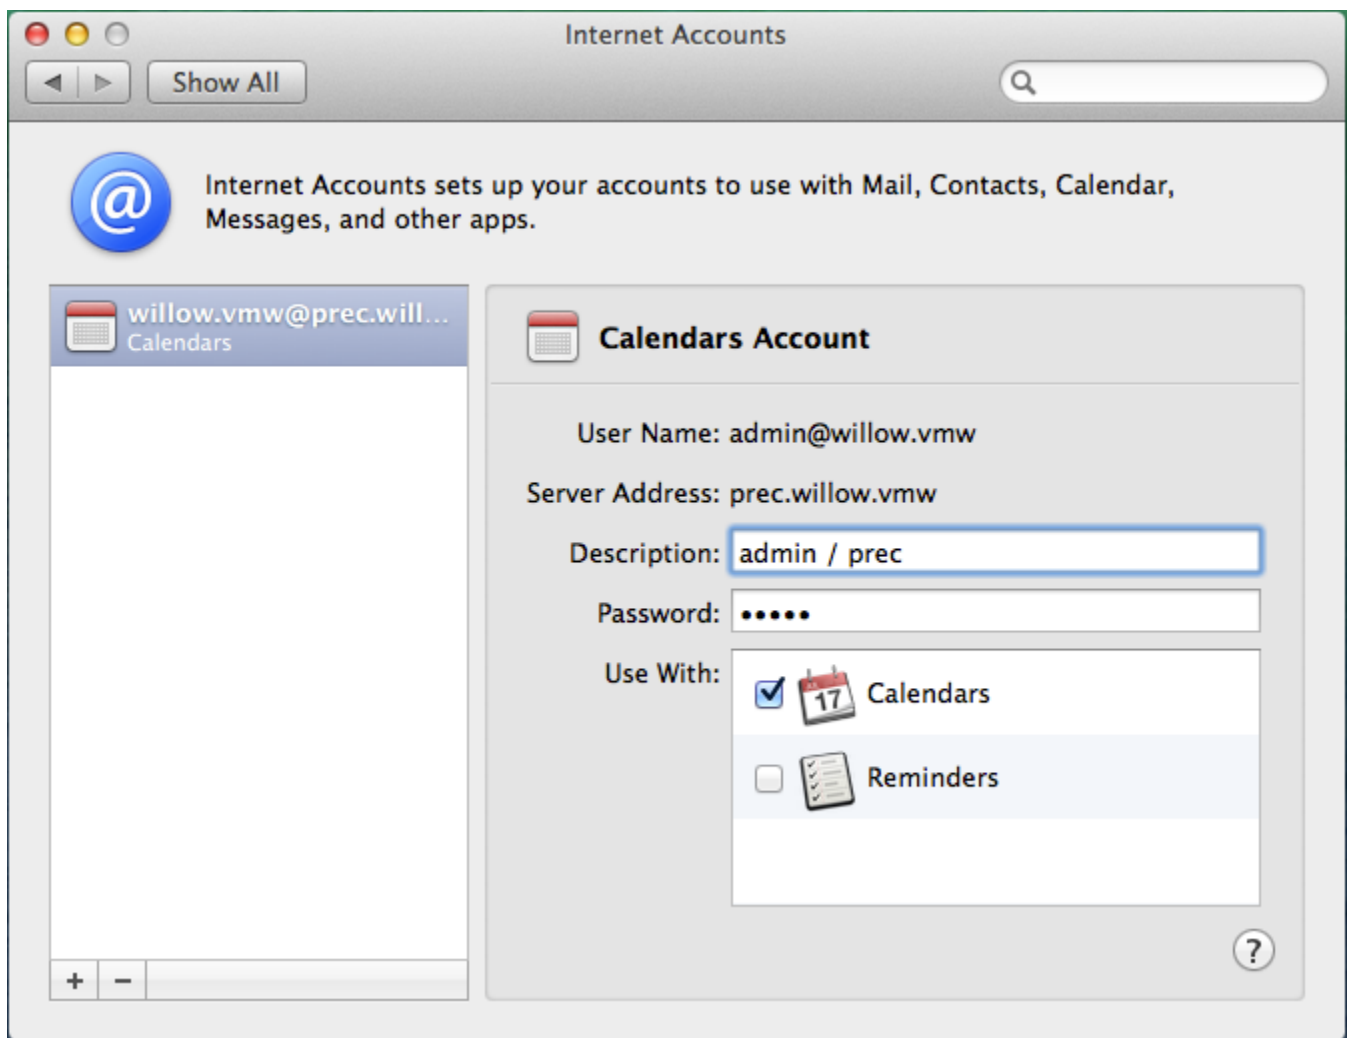 Internet Accounts
Show All
@
Internet Accounts sets up your accounts to use with Mail, Contacts, Calendar,
Messages, and other apps.
willow.vmw@prec.will...
Calendars
Calendars Account
User Name: admin@willow.vmw
Server Address: prec.willow.vmw
Description: admin / prec
Password: •••••
Use With:
17
Calendars
Reminders
+ −
?